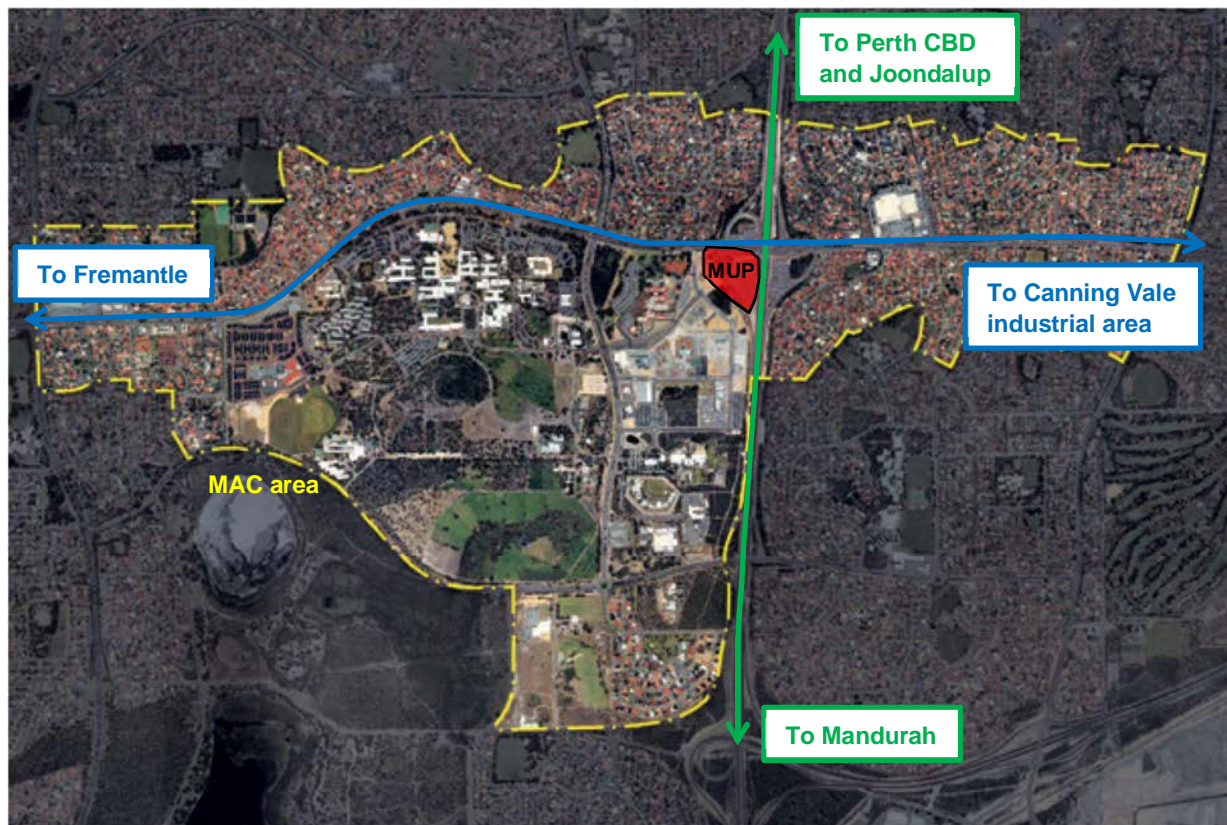 To Perth CBD
and Joondalup
To Fremantle
MUP
To Canning Vale
industrial area
MAC area
To Mandurah